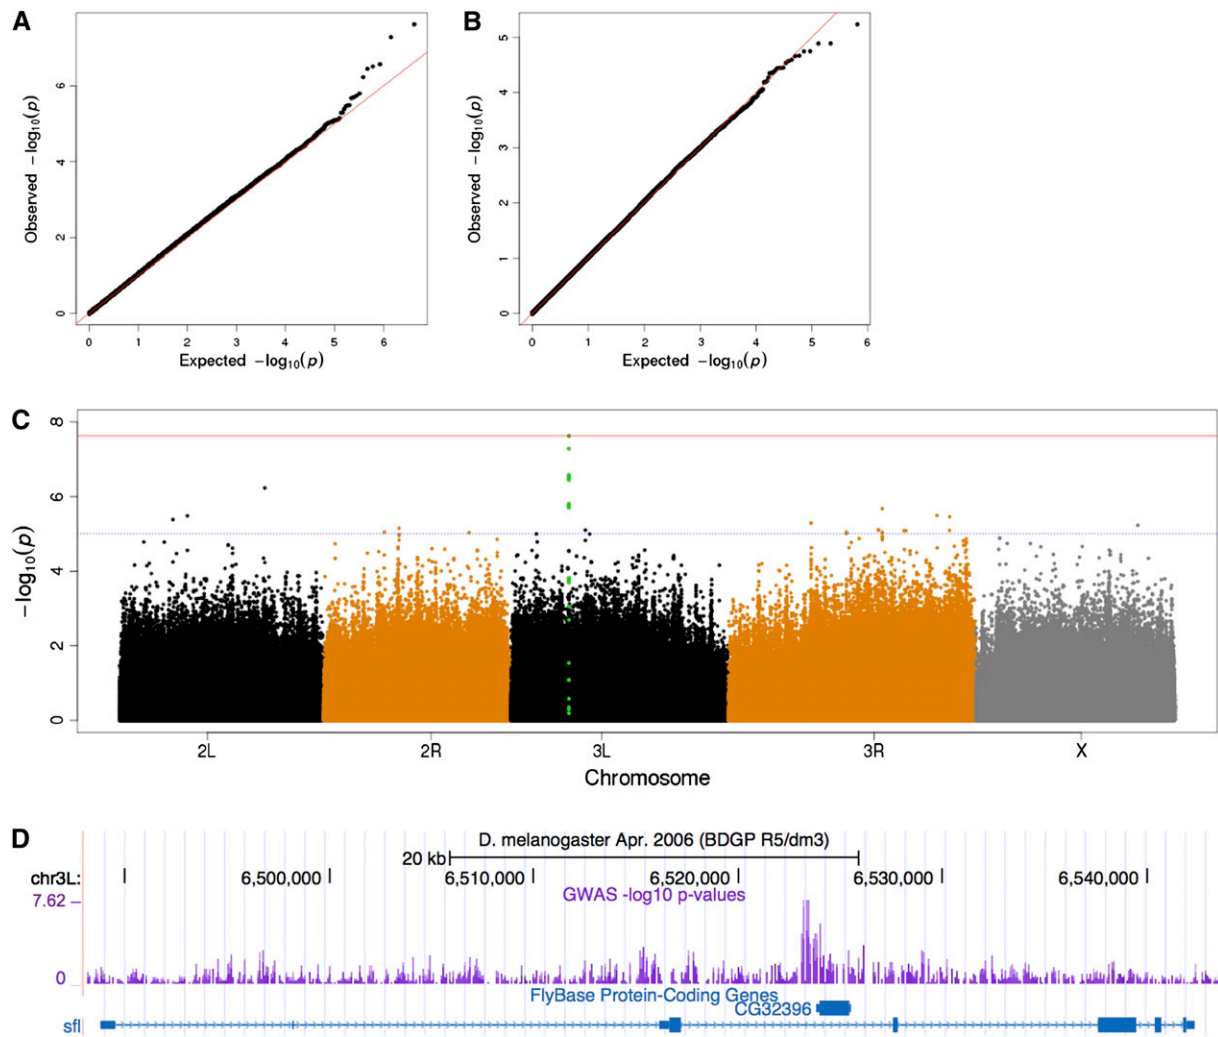 A
Observed −log10(p)
6
4
2
0
0 1 2 3 4 5 6
Expected −log10(p)
B
Observed −log10(p)
5
4
3
2
1
0
0 1 2 3 4 5 6
Expected −log10(p)
C
−log10(p)
8
6
4
2
0
2L 2R 3L 3R X
Chromosome
D
D. melanogaster Apr. 2006 (BDGP R5/dm3)
20 kb
chr3L: 6,500,000 6,510,000 6,520,000 6,530,000 6,540,000
GWAS -log10 p-values
7.62
0
FlyBase Protein-Coding Genes
CG32396
sfl